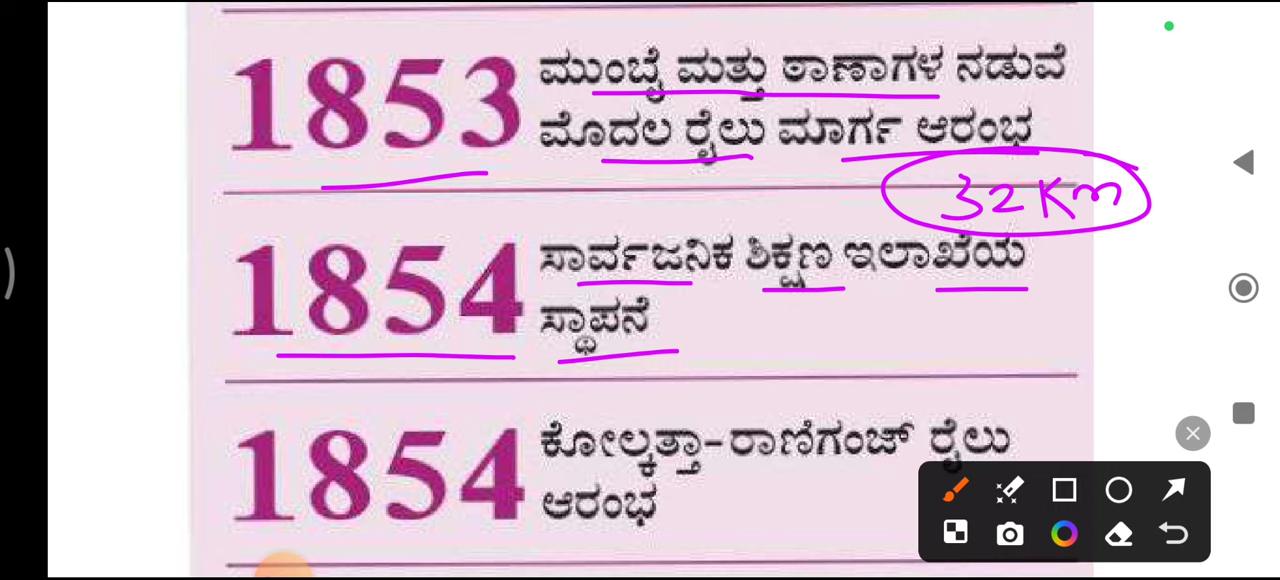 1853 ಮುಂಬೈ ಮತ್ತು ಠಾಣಾಗಳ ನಡುವೆ
ಮೊದಲ ರೈಲು ಮಾರ್ಗ ಆರಂಭ
32 Km
1854 ಸಾರ್ವಜನಿಕ ಶಿಕ್ಷಣ ಇಲಾಖೆಯ
ಸ್ಥಾಪನೆ
1854 ಕೋಲ್ಕತ್ತಾ-ರಾಣಿಗಂಜ್ ರೈಲು
ಆರಂಭ